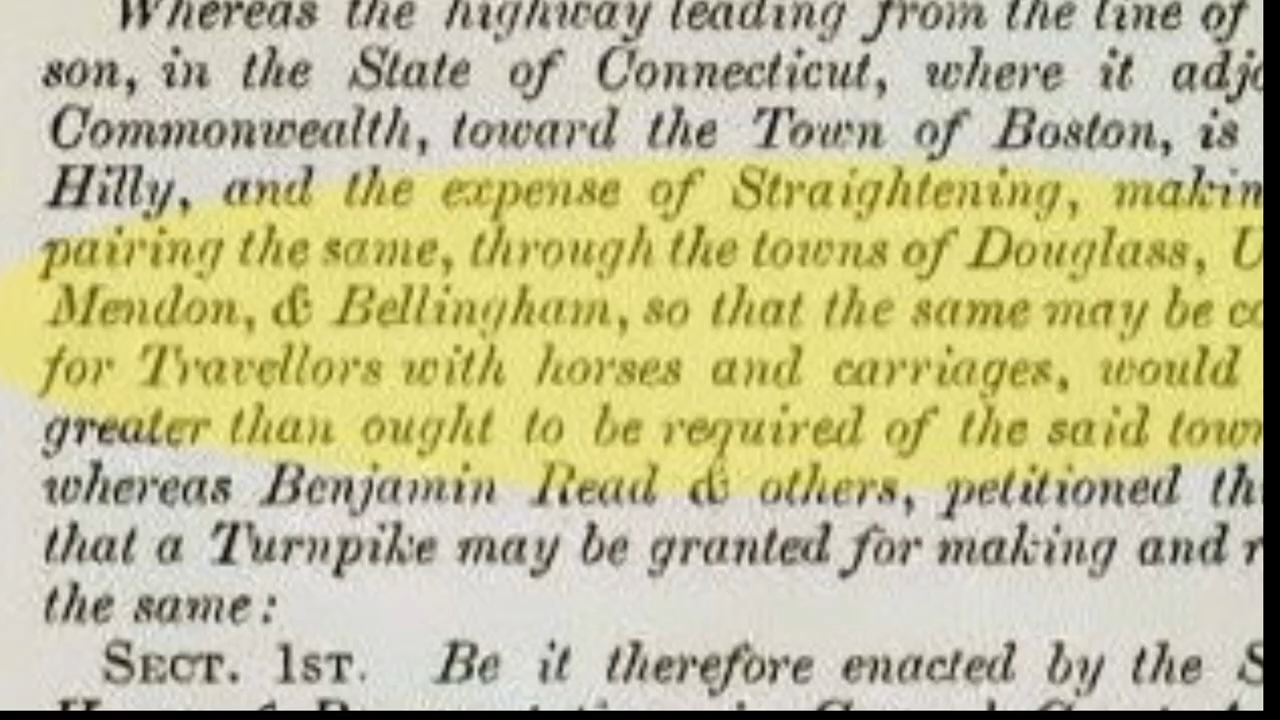 Whereas the highway leading from the line of
son, in the State of Connecticut, where it adjo
Commonwealth, toward the Town of Boston, is
Hilly, and the expense of Straightening, makin
pairing the same, through the towns of Douglass, U
Mendon, & Bellingham, so that the same may be co
for Travellors with horses and carriages, would
greater than ought to be required of the said town
whereas Benjamin Read & others, petitioned th
that a Turnpike may be granted for making and r
the same:
SECT. 1ST. Be it therefore enacted by the S